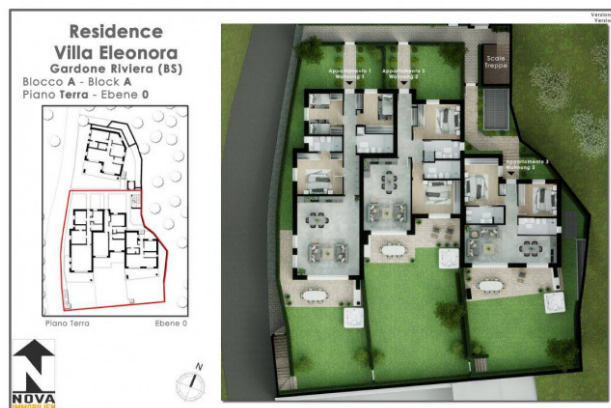 Residence
Villa Eleonora
Gardone Riviera (BS)
Blocco A - Block A
Piano Terra - Ebene 0
Piano Terra Ebene 0
N
NOVA
IMMOBILIEN
Appartamento 1
Wohnung 1
Appartamento 2
Wohnung 2
Scale
Treppe
Appartamento 3
Wohnung 3